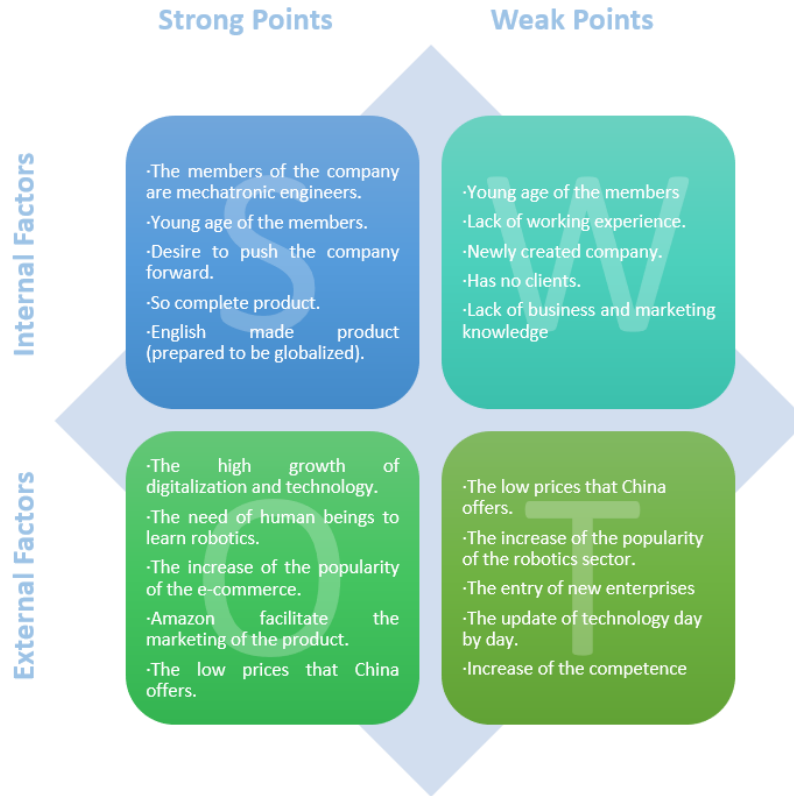 Strong Points
Weak Points
Internal Factors
S
·The members of the company
are mechatronic engineers.
·Young age of the members.
·Desire to push the company
forward.
·So complete product.
·English made product
(prepared to be globalized).
W
·Young age of the members
·Lack of working experience.
·Newly created company.
·Has no clients.
·Lack of business and marketing
knowledge
External Factors
O
·The high growth of
digitalization and technology.
·The need of human beings to
learn robotics.
·The increase of the popularity
of the e-commerce.
·Amazon facilitate the
marketing of the product.
·The low prices that China
offers.
T
·The low prices that China
offers.
·The increase of the popularity
of the robotics sector.
·The entry of new enterprises
·The update of technology day
by day.
·Increase of the competence